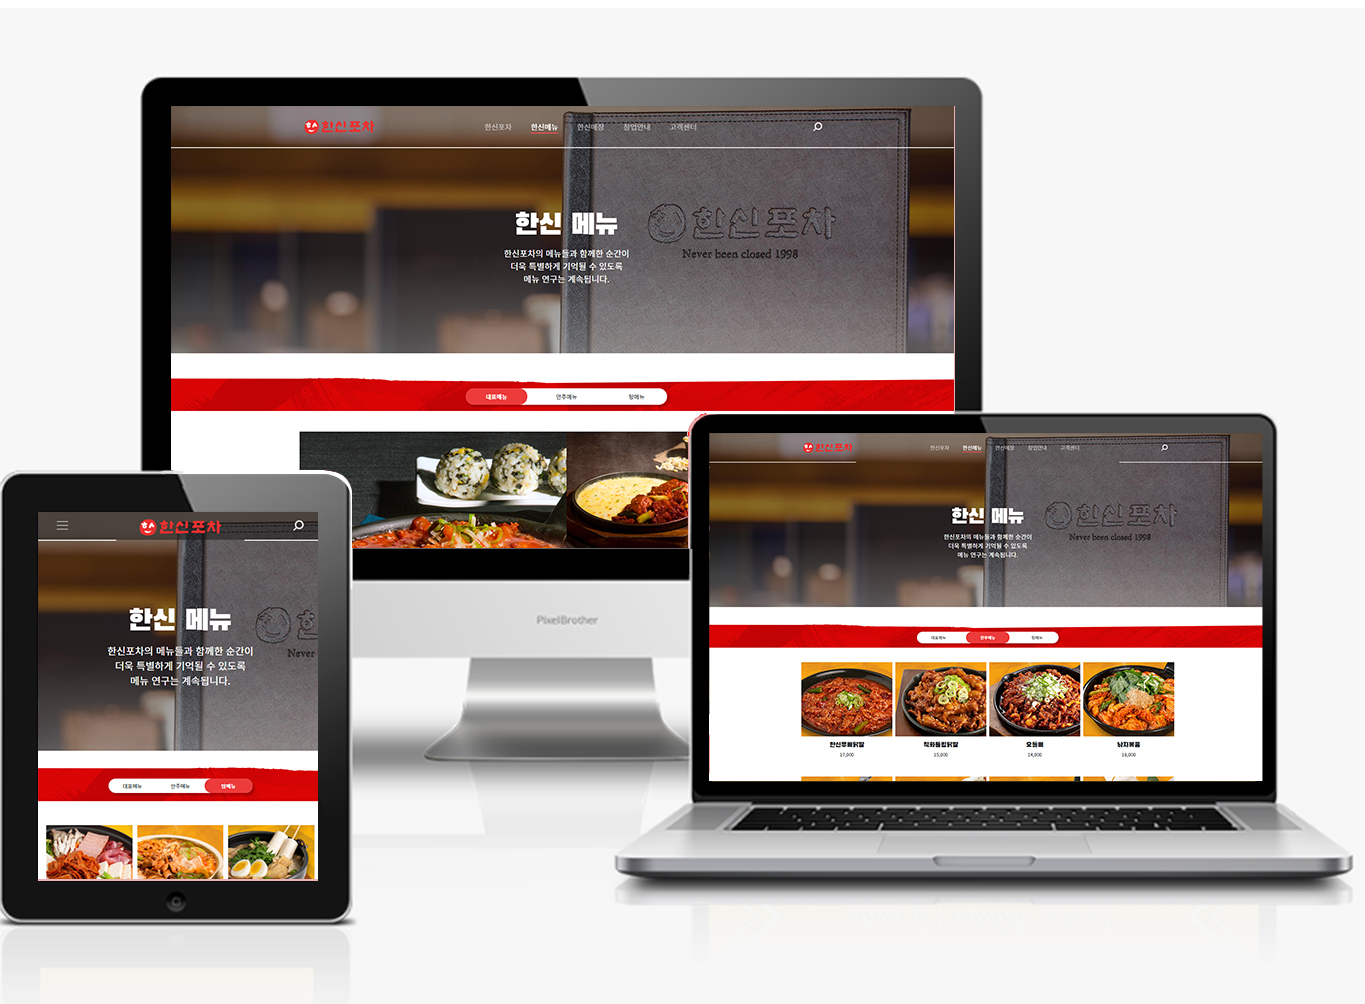 한신포차
한신포차 한신메뉴 한신매장 창업안내 고객센터
한신 메뉴
한신포차의 메뉴들과 함께한 순간이
더욱 특별하게 기억될 수 있도록
메뉴 연구는 계속됩니다.
한신포차
Never been closed 1998
대표메뉴 안주메뉴 탕메뉴
PixelBrother
한신포차
한신 메뉴
한신포차의 메뉴들과 함께한 순간이
더욱 특별하게 기억될 수 있도록
메뉴 연구는 계속됩니다.
한
Never
대표메뉴 안주메뉴 탕메뉴
한신포차
한신포차 한신메뉴 한신매장 창업안내 고객센터
한신 메뉴
한신포차의 메뉴들과 함께한 순간이
더욱 특별하게 기억될 수 있도록
메뉴 연구는 계속됩니다.
한신포차
Never been closed 1998
대표메뉴 안주메뉴 탕메뉴
한신무뼈닭발 직화통집닭발 오돌뼈 낙지볶음
17,000 15,000 14,000 18,000